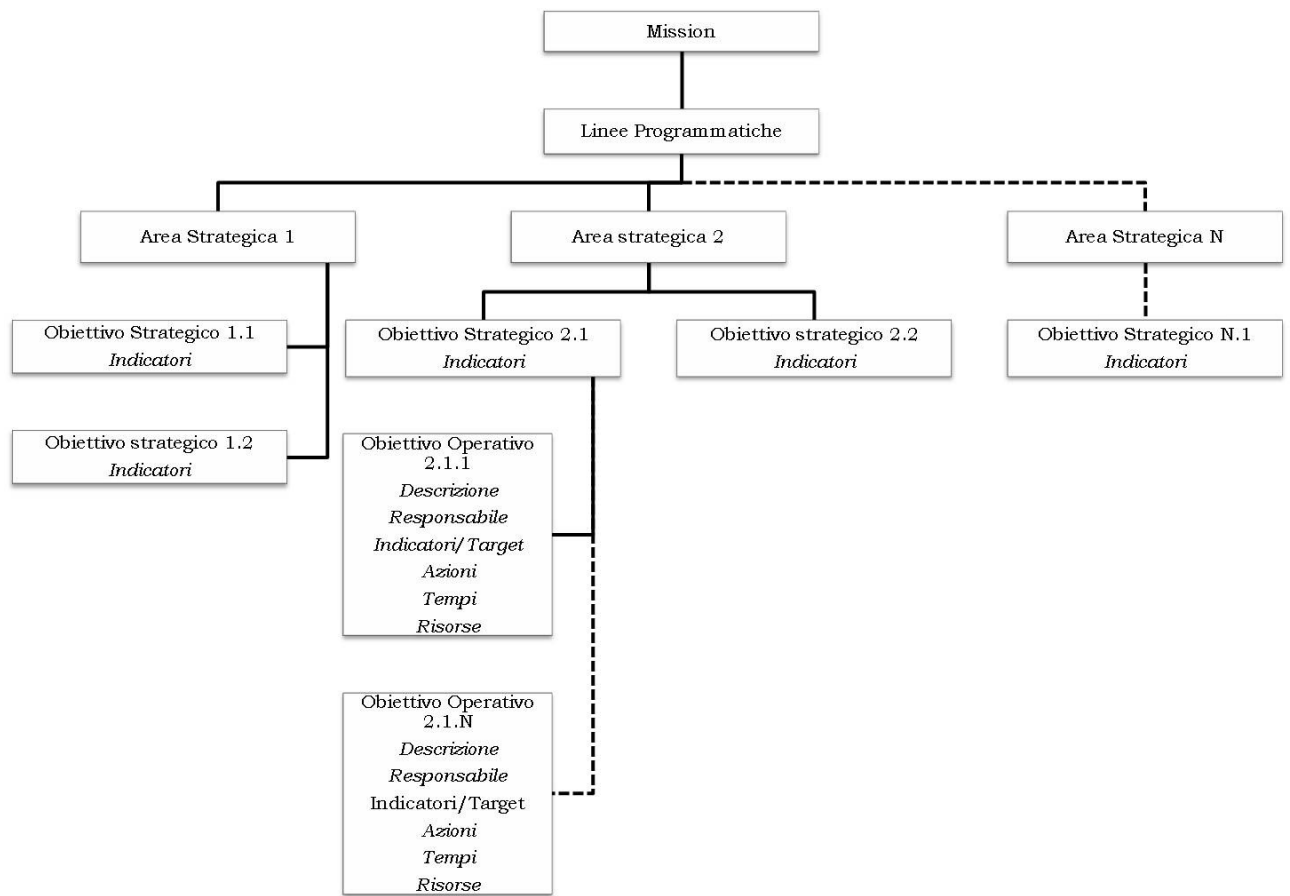 Mission
Linee Programmatiche
Area Strategica 1
Area strategica 2
Area Strategica N
Obiettivo Strategico 1.1
Indicatori
Obiettivo Strategico 2.1
Indicatori
Obiettivo strategico 2.2
Indicatori
Obiettivo Strategico N.1
Indicatori
Obiettivo strategico 1.2
Indicatori
Obiettivo Operativo
2.1.1
Descrizione
Responsabile
Indicatori/Target
Azioni
Tempi
Risorse
Obiettivo Operativo
2.1.N
Descrizione
Responsabile
Indicatori/Target
Azioni
Tempi
Risorse